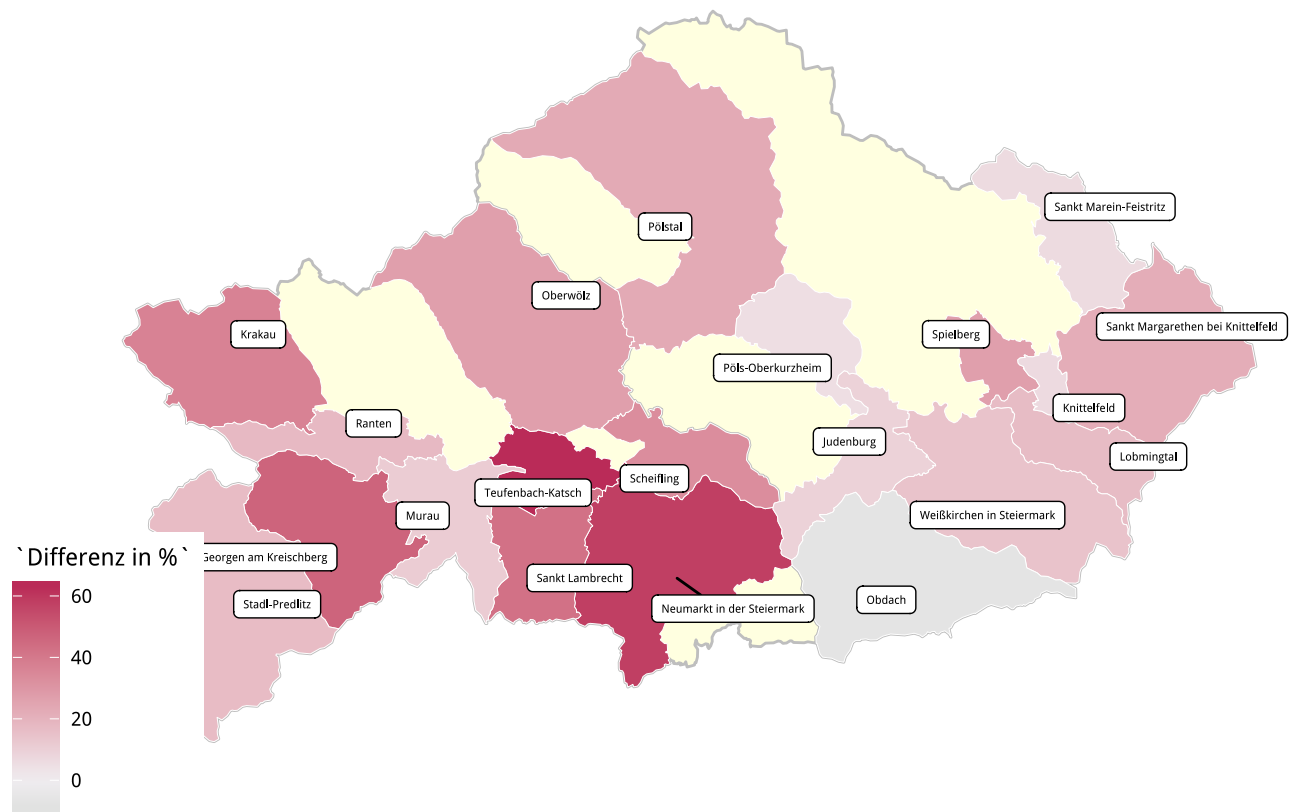 Sankt Marein-Feistritz
Pölstal
Oberwölz
Krakau
Spielberg
Sankt Margarethen bei Knittelfeld
Pöls-Oberkurzheim
Knittelfeld
Ranten
Judenburg
Lobmingtal
Scheifling
Teufenbach-Katsch
Murau
Weißkirchen in Steiermark
`Differenz in %`
Georgen am Kreischberg
Sankt Lambrecht
Stadl-Predlitz
Neumarkt in der Steiermark
Obdach
60
40
20
0